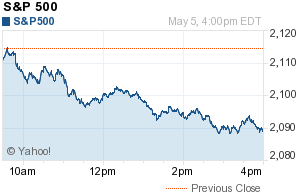 S&P 500
S&P500 May 5, 4:00pm EDT
2,120
2,110
2,100
2,090
2,080
© Yahoo!
10am 12pm 2pm 4pm
Previous Close